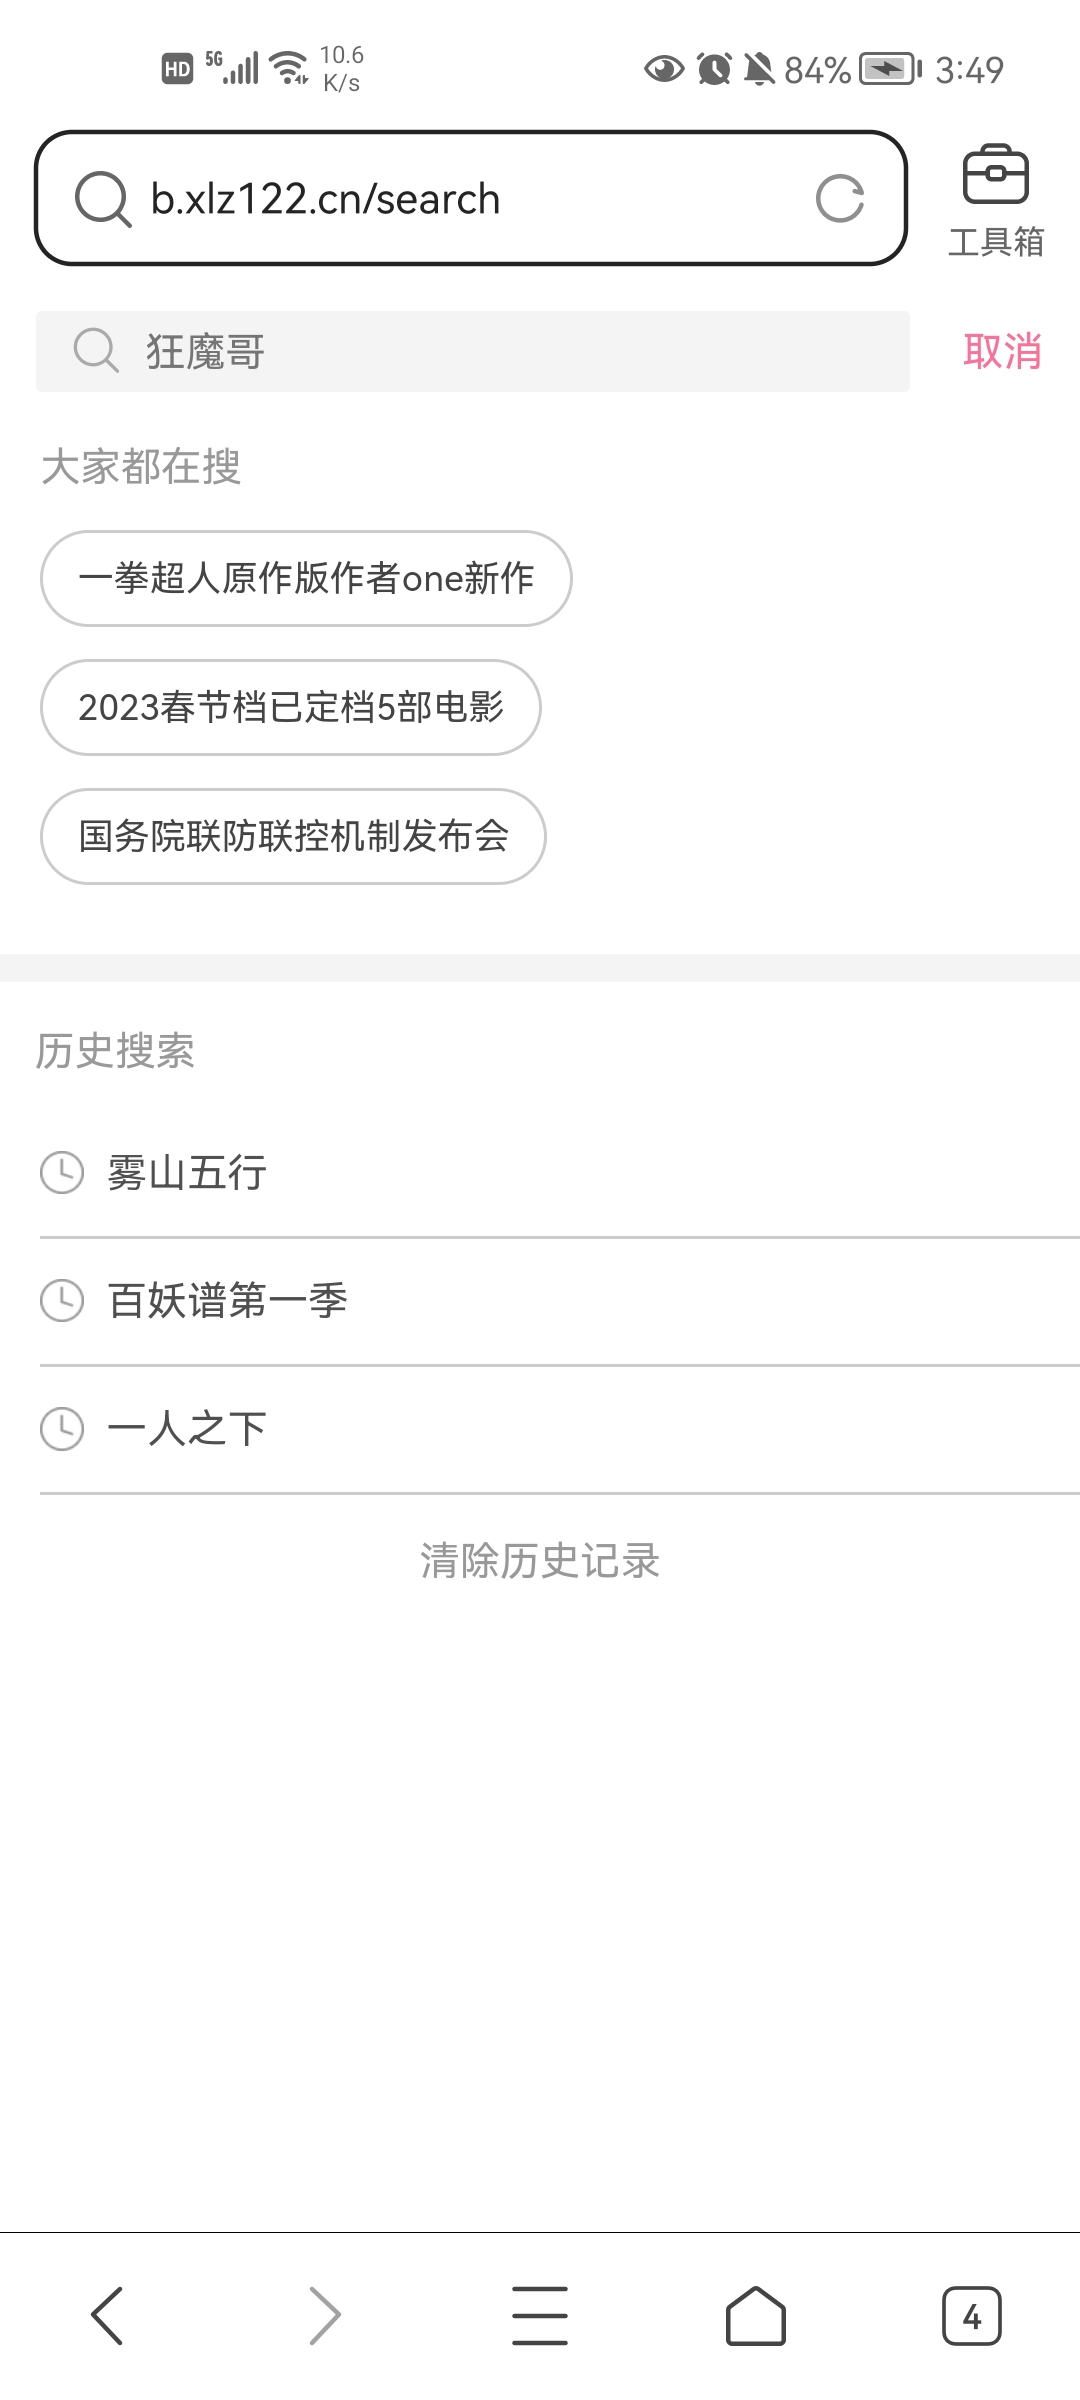 HD 5G 10.6 K/s 84% 3:49
b.xlz122.cn/search
工具箱
狂魔哥 取消
大家都在搜
一拳超人原作版作者one新作
2023春节档已定档5部电影
国务院联防联控机制发布会
历史搜索
雾山五行
百妖谱第一季
一人之下
清除历史记录
4